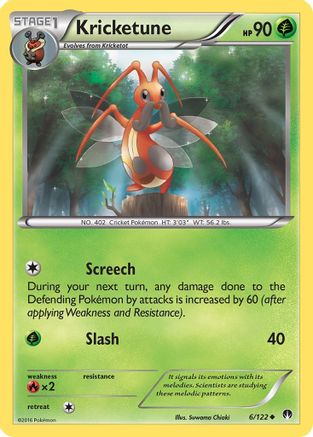 STAGE1
Kricketune
HP 90
Evolves from Kricketot
NO. 402 Cricket Pokémon HT: 3'03" WT: 56.2 lbs.
Screech
During your next turn, any damage done to the
Defending Pokémon by attacks is increased by 60 (after
applying Weakness and Resistance).
Slash 40
weakness resistance
×2
It signals its emotions with its
melodies. Scientists are studying
these melodic patterns.
retreat
©2016 Pokémon
Illus. Suwama Chiaki
6/122